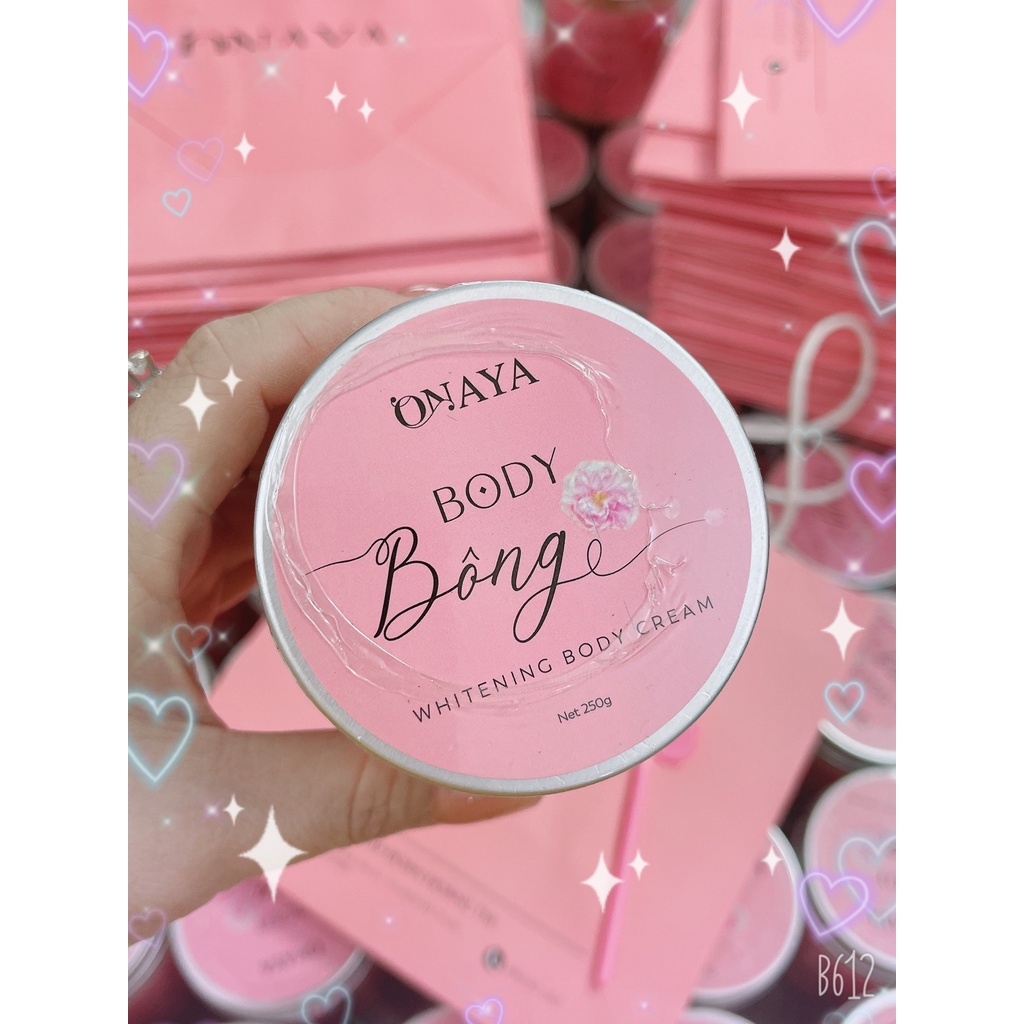 ONAYA
BODY
Bông
WHITENING BODY CREAM
Net 250g
B612